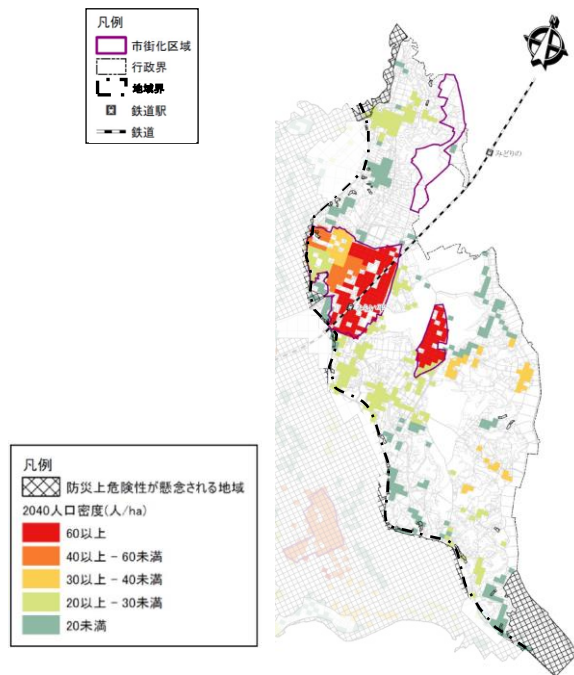 凡例
市街化区域
行政界
地域界
鉄道駅
鉄道
みどりの
凡例
防災上危険性が懸念される地域
2040人口密度(人/ha)
60以上
40以上 - 60未満
30以上 - 40未満
20以上 - 30未満
20未満